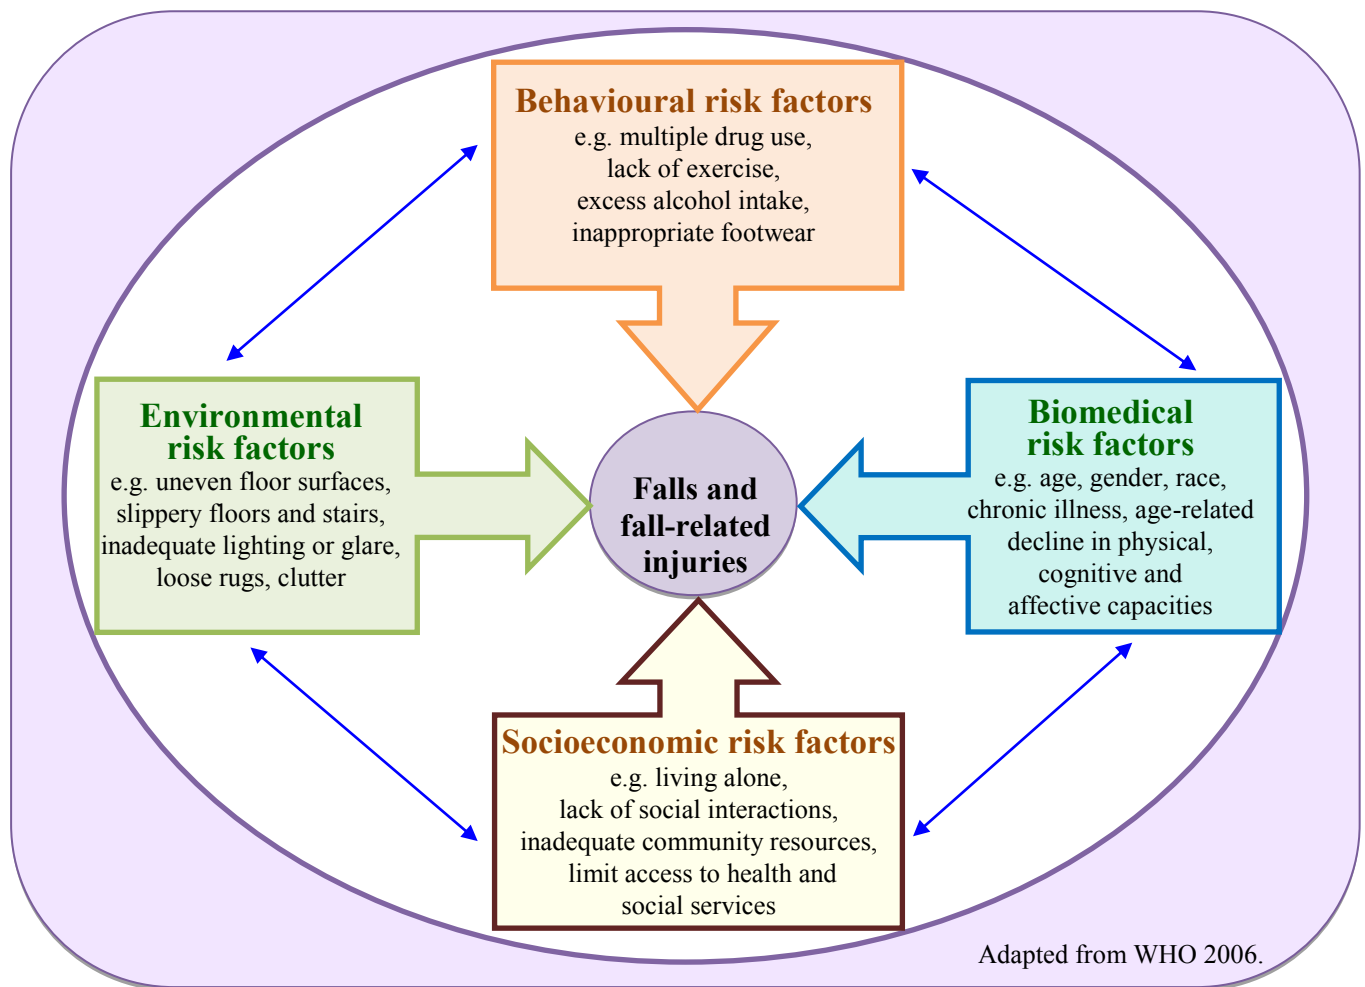 Behavioural risk factors
e.g. multiple drug use,
lack of exercise,
excess alcohol intake,
inappropriate footwear
Environmental
risk factors
e.g. uneven floor surfaces,
slippery floors and stairs,
inadequate lighting or glare,
loose rugs, clutter
Falls and
fall-related
injuries
Biomedical
risk factors
e.g. age, gender, race,
chronic illness, age-related
decline in physical,
cognitive and
affective capacities
Socioeconomic risk factors
e.g. living alone,
lack of social interactions,
inadequate community resources,
limit access to health and
social services
Adapted from WHO 2006.